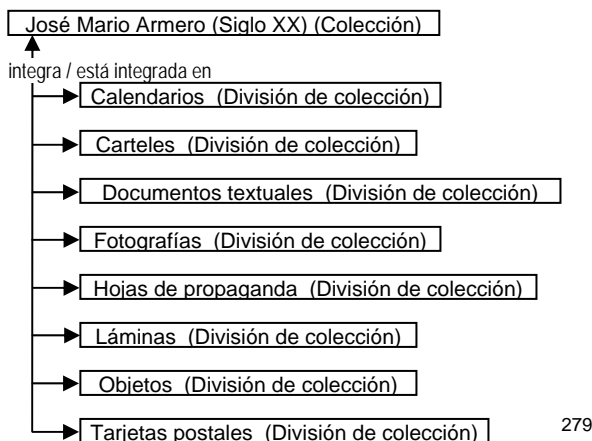 José Mario Armero (Siglo XX) (Colección)
integra / está integrada en
Calendarios (División de colección)
Carteles (División de colección)
Documentos textuales (División de colección)
Fotografías (División de colección)
Hojas de propaganda (División de colección)
Láminas (División de colección)
Objetos (División de colección)
Tarjetas postales (División de colección)
279